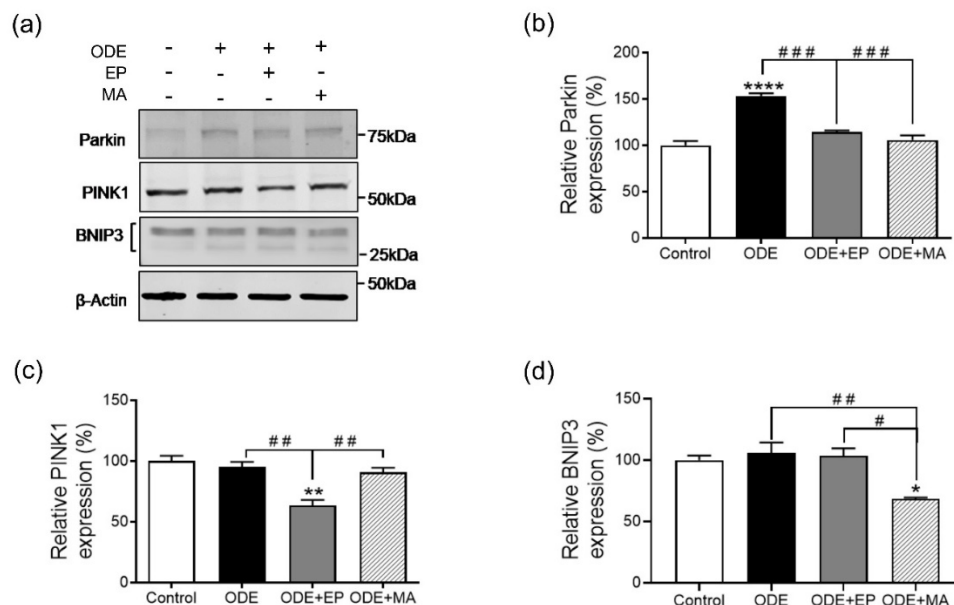 (a)
ODE - + + +
EP - - + -
MA - - - +
Parkin
75kDa
PINK1
50kDa
BNIP3
25kDa
β-Actin
50kDa
(b)
Relative Parkin
expression (%)
200
150
100
50
0
****
# # #
# # #
Control ODE ODE+EP ODE+MA
(c)
Relative PINK1
expression (%)
150
100
50
0
# #
# #
**
Control ODE ODE+EP ODE+MA
(d)
Relative BNIP3
expression (%)
150
100
50
0
# #
#
*
Control ODE ODE+EP ODE+MA